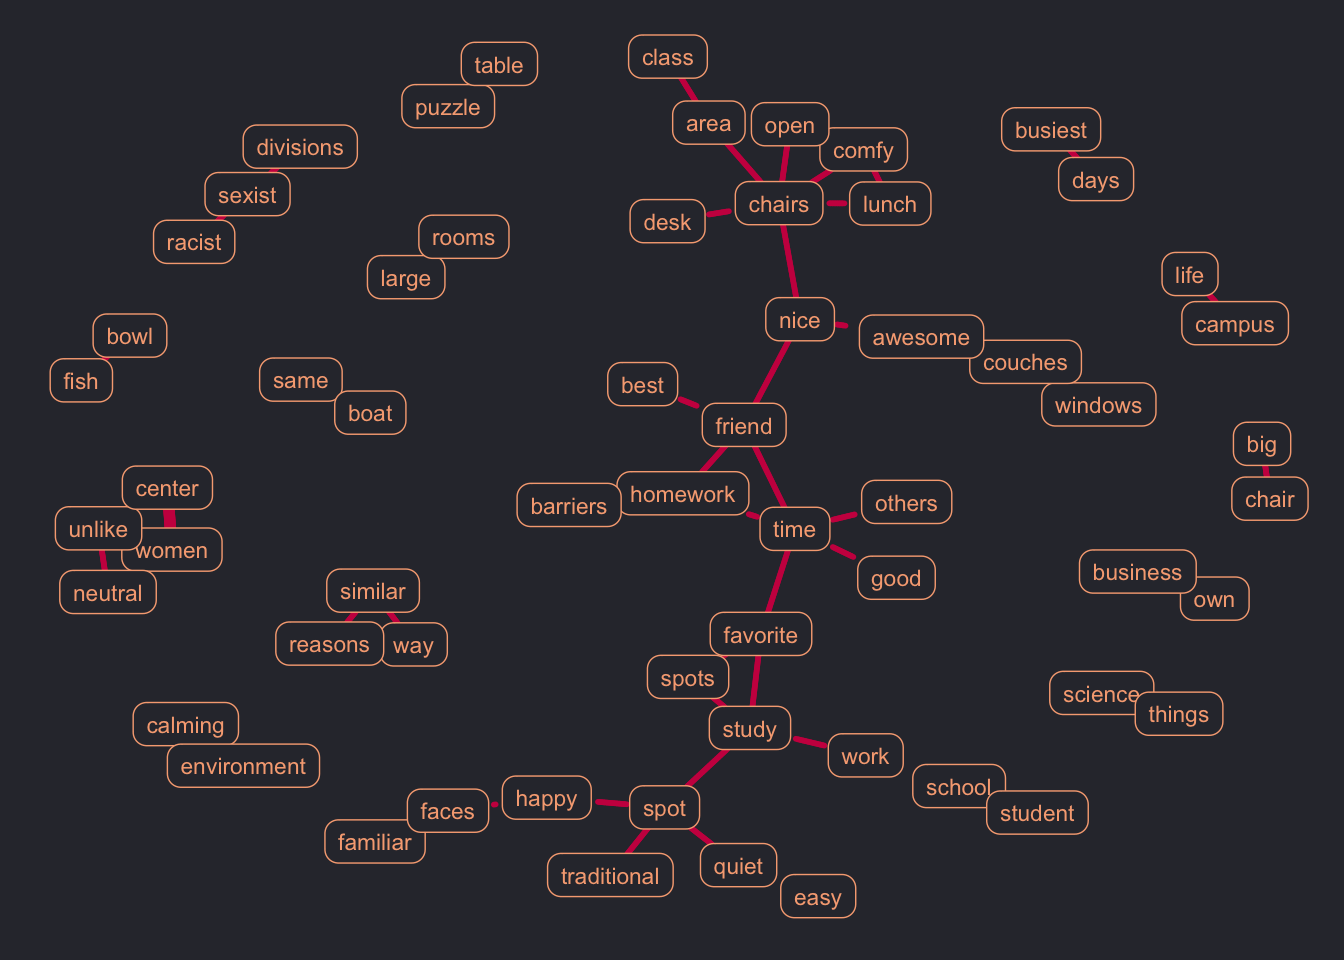 class
table
puzzle
area
open
busiest
divisions
comfy
days
sexist
chairs
lunch
desk
racist
rooms
large
life
nice
campus
bowl
awesome
couches
fish
same
best
windows
boat
friend
big
center
homework
chair
barriers
others
unlike
time
women
business
good
neutral
similar
own
favorite
reasons
way
spots
science
things
calming
study
work
environment
school
happy
spot
faces
student
familiar
quiet
traditional
easy